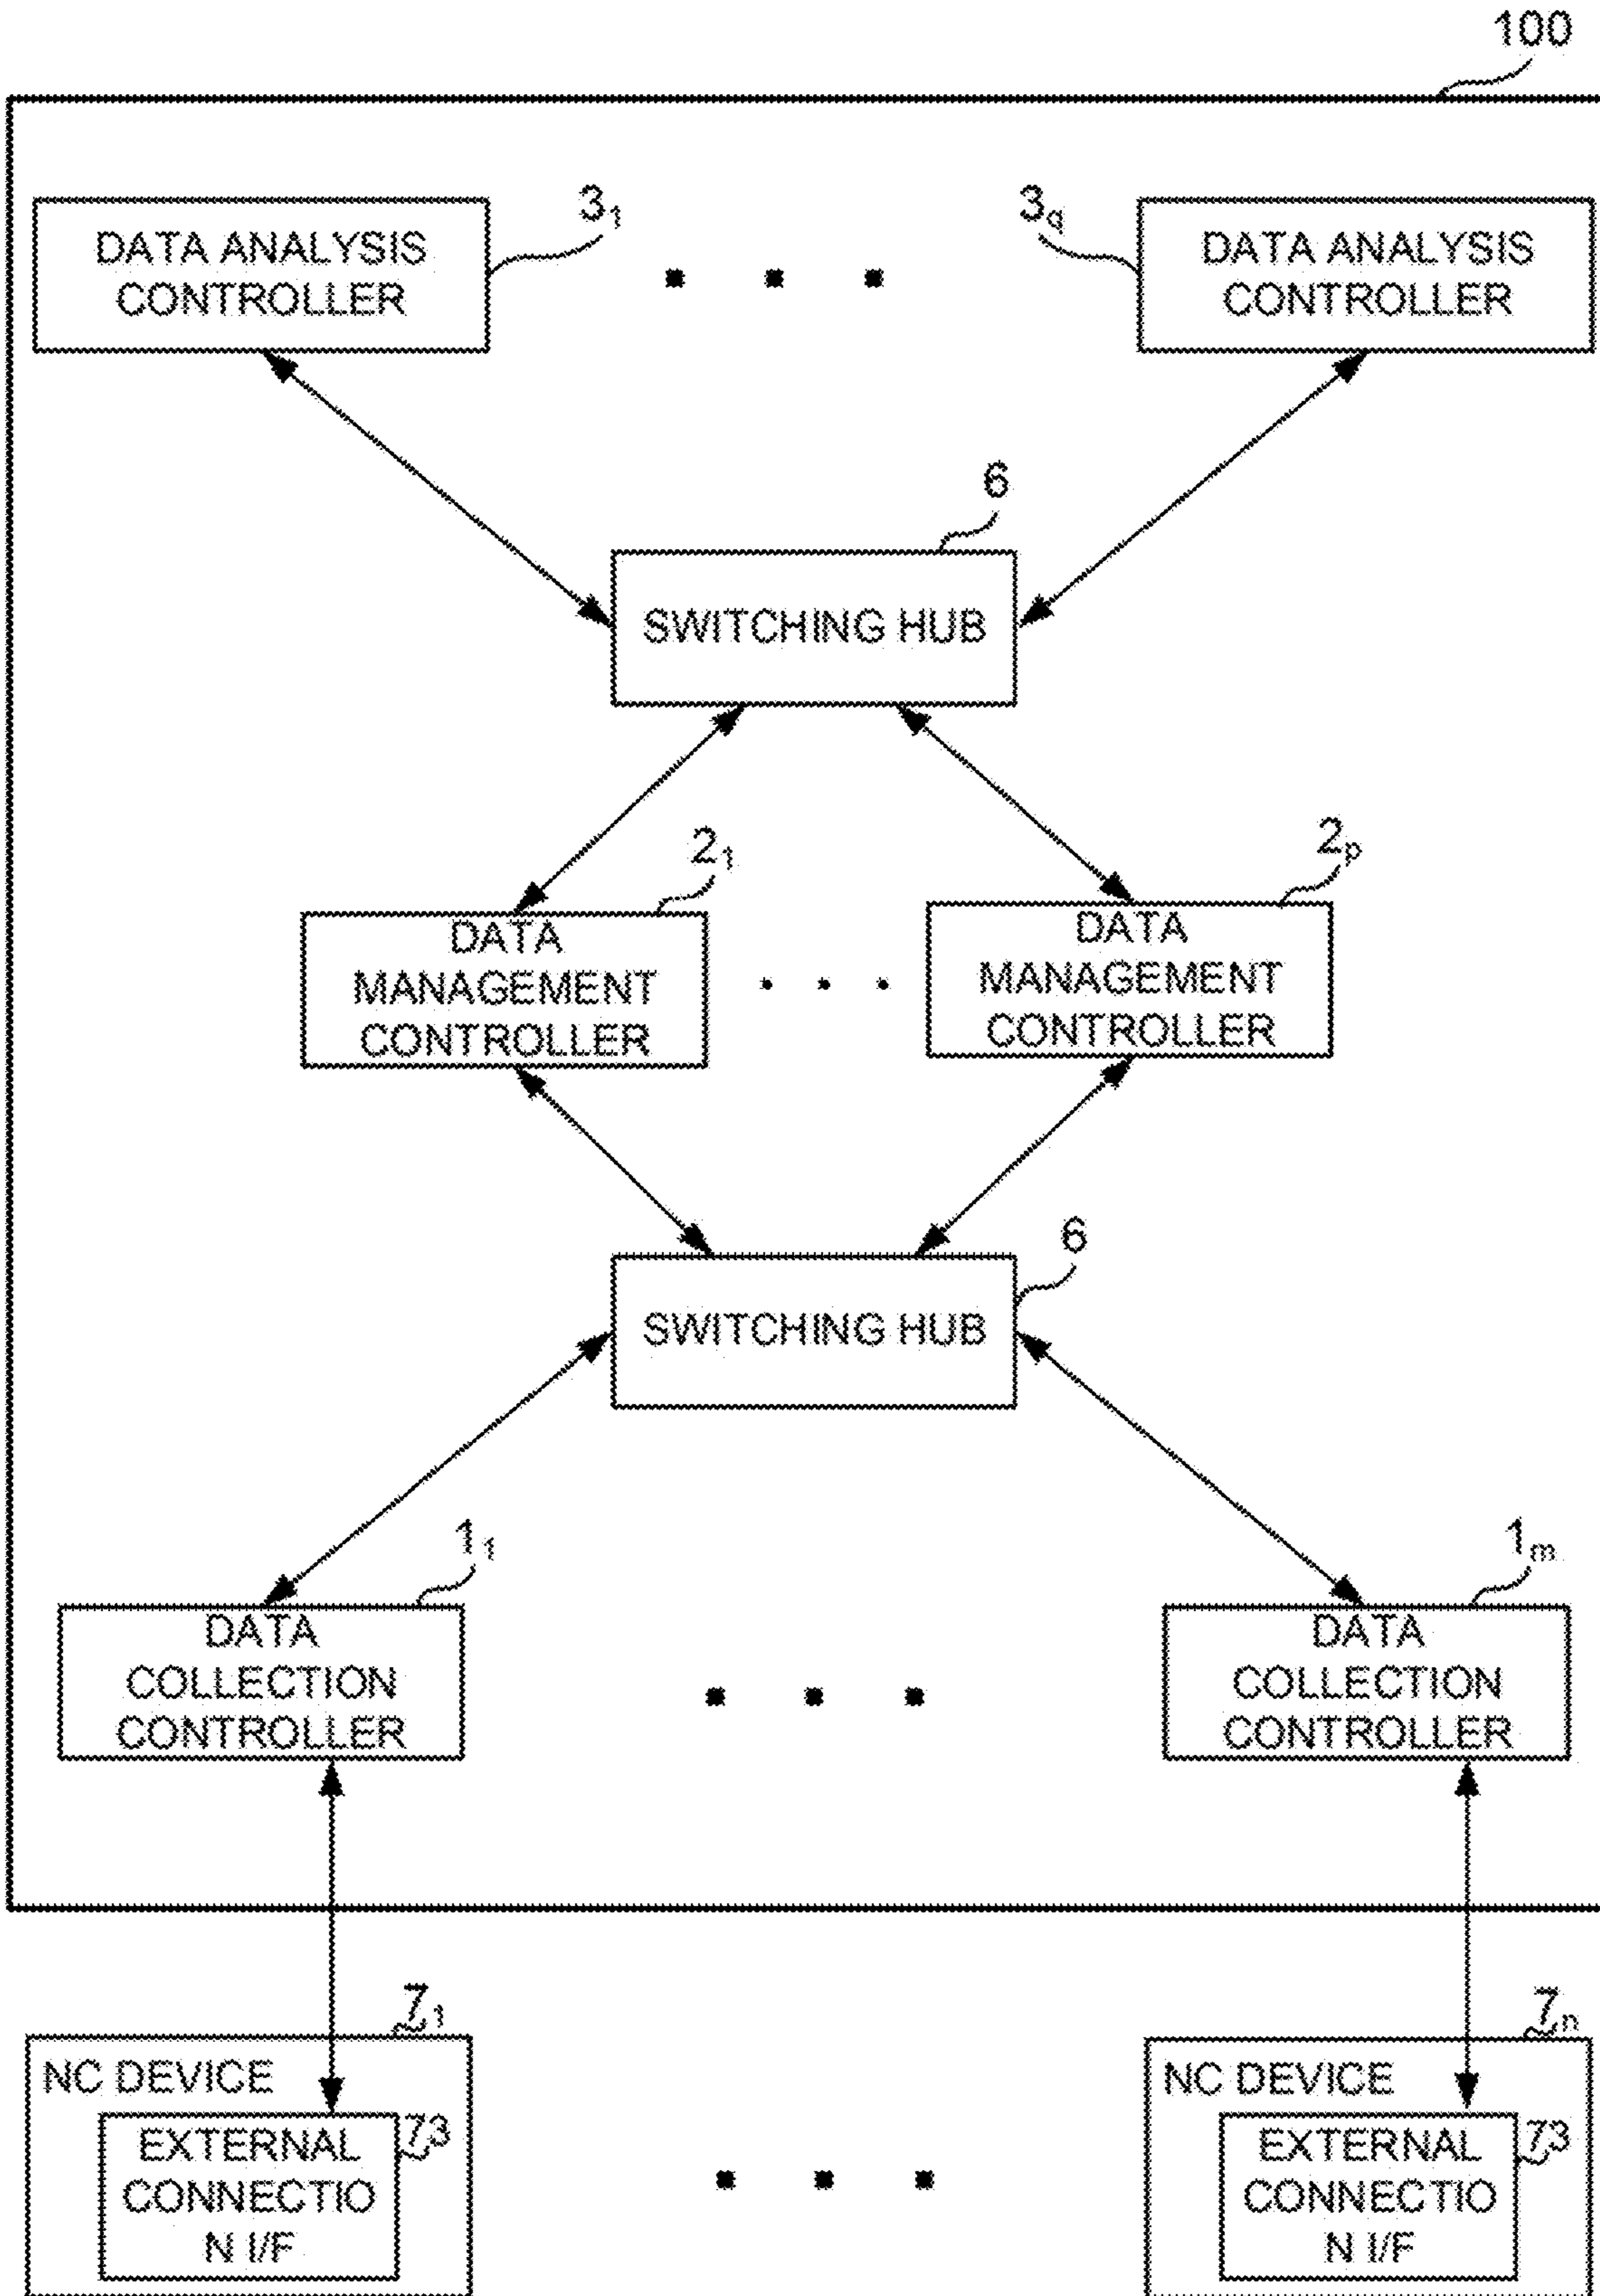 100
3₁
3q
DATA ANALYSIS
CONTROLLER
DATA ANALYSIS
CONTROLLER
6
SWITCHING HUB
2₁
2p
DATA
MANAGEMENT
CONTROLLER
DATA
MANAGEMENT
CONTROLLER
6
SWITCHING HUB
1₁
1m
DATA
COLLECTION
CONTROLLER
DATA
COLLECTION
CONTROLLER
7₁
7n
NC DEVICE
73
EXTERNAL
CONNECTIO
N I/F
NC DEVICE
73
EXTERNAL
CONNECTIO
N I/F